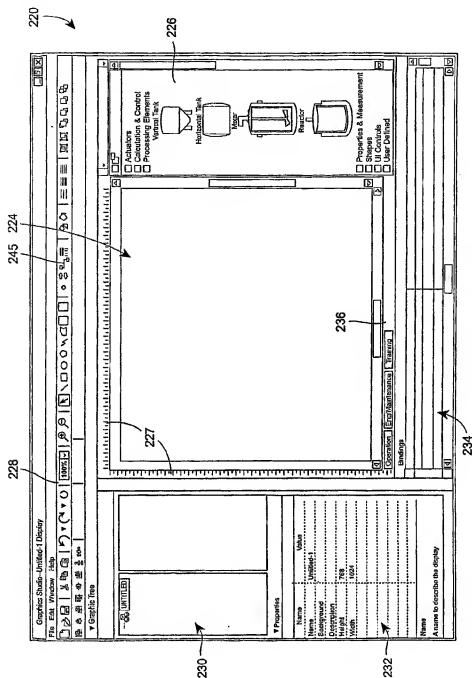 220
Graphics Studio-Untitled-1 Display
File Edit Window Help
228
100%
245
▼ Graphic Tree
UNTITLED
230
▼ Properties
Name Value
Name Untitled-1
Background
Description
Height 768
Width 1024
232
Name
A name to describe the display
227
224
236
Operation Eng/Maintenance Training
Bindings
234
226
Actuators
Calculation & Control
Processing Elements
Vertical Tank
Horizontal Tank
Reactor
Properties & Measurement
Shapes
UI Controls
User Defined